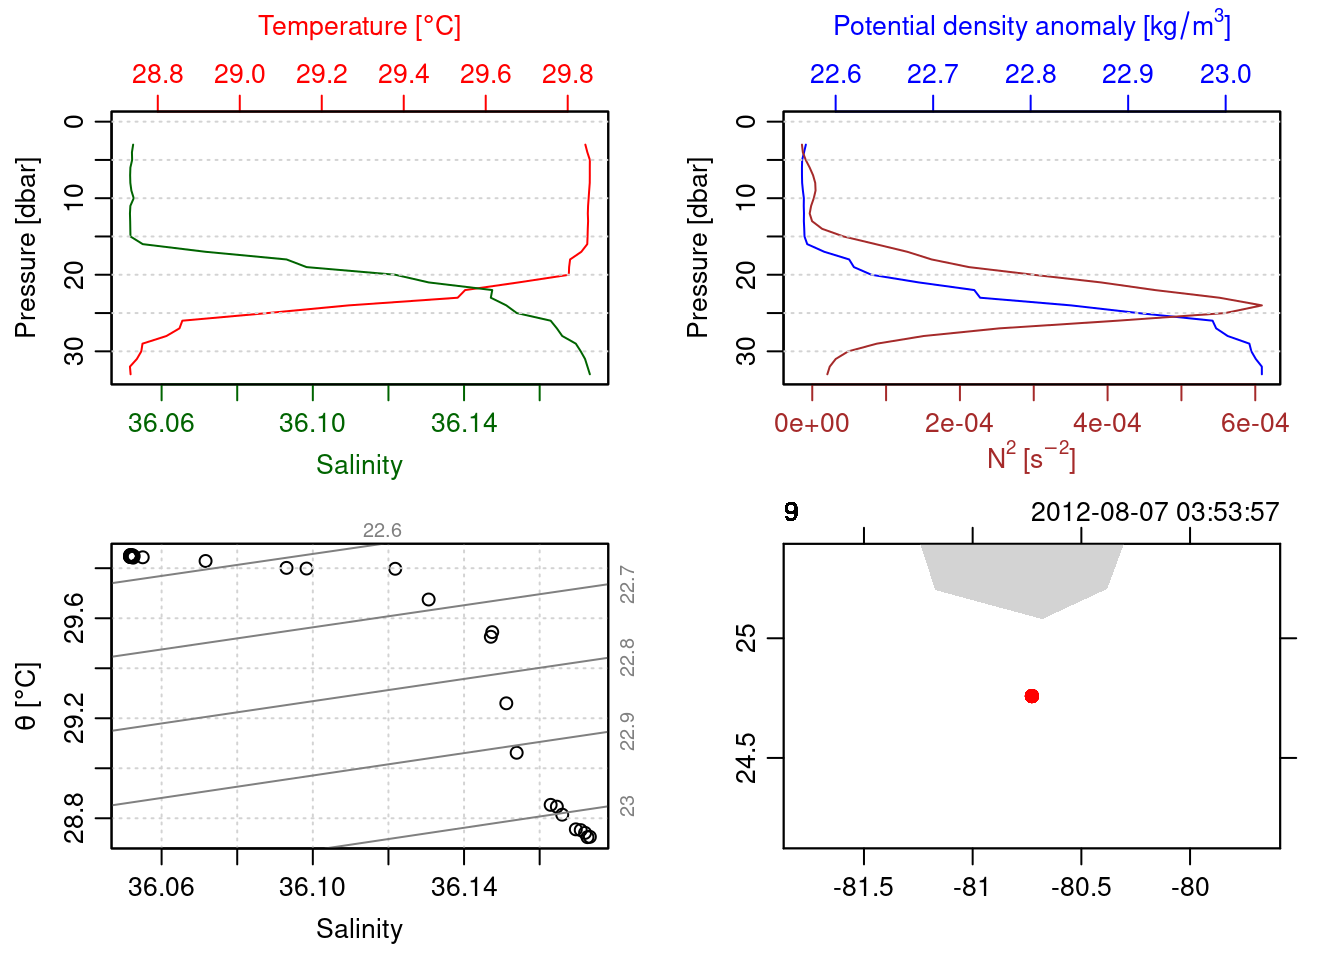 Temperature [°C]
28.8 29.0 29.2 29.4 29.6 29.8
0
10
20
30
Pressure [dbar]
36.06 36.10 36.14
Salinity
Potential density anomaly [kg/m³]
22.6 22.7 22.8 22.9 23.0
0
10
20
30
Pressure [dbar]
0e+00 2e-04 4e-04 6e-04
N² [s⁻²]
22.6
22.7
22.8
22.9
23
29.6
29.2
28.8
θ [°C]
36.06 36.10 36.14
Salinity
2012-08-07 03:53:57
25
24.5
-81.5 -81 -80.5 -80